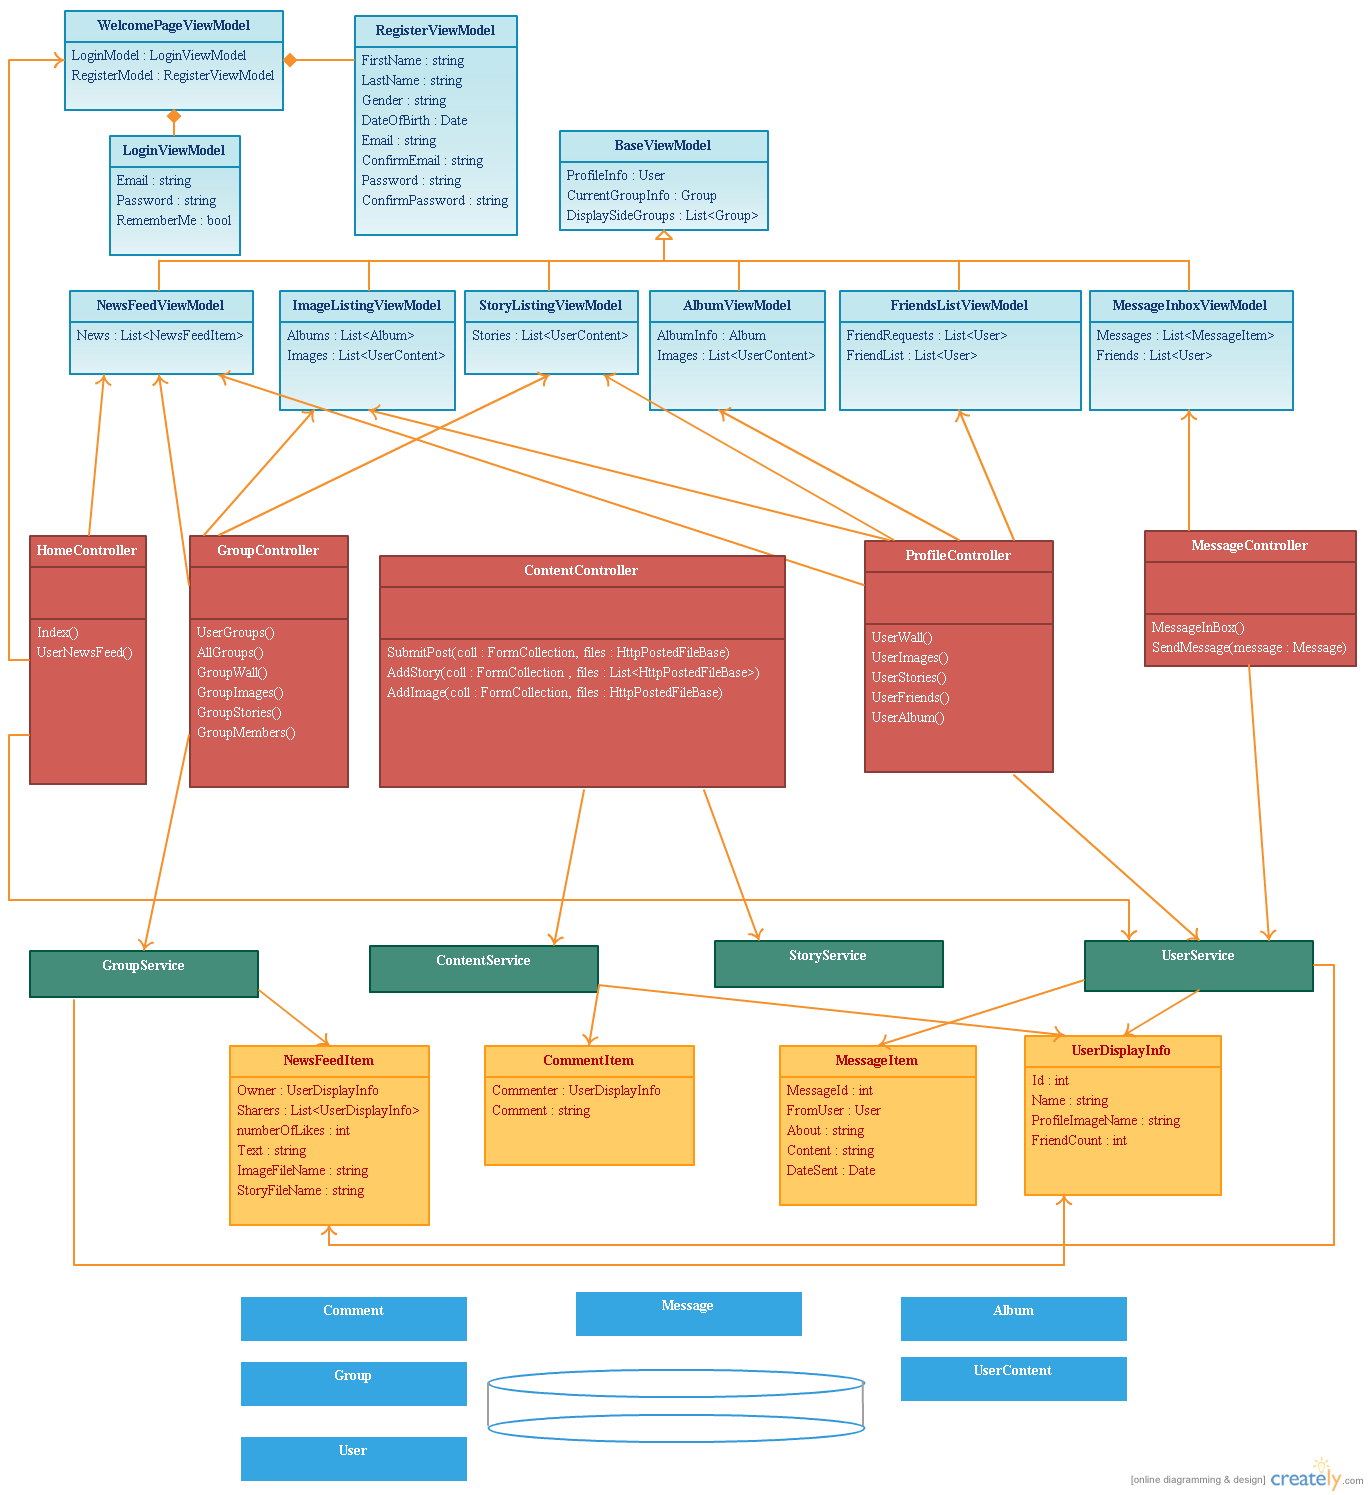 WelcomePageViewModel
LoginModel : LoginViewModel
RegisterModel : RegisterViewModel
RegisterViewModel
FirstName : string
LastName : string
Gender : string
DateOfBirth : Date
Email : string
ConfirmEmail : string
Password : string
ConfirmPassword : string
LoginViewModel
Email : string
Password : string
RememberMe : bool
BaseViewModel
ProfileInfo : User
CurrentGroupInfo : Group
DisplaySideGroups : List<Group>
NewsFeedViewModel
News : List<NewsFeedItem>
ImageListingViewModel
Albums : List<Album>
Images : List<UserContent>
StoryListingViewModel
Stories : List<UserContent>
AlbumViewModel
AlbumInfo : Album
Images : List<UserContent>
FriendsListViewModel
FriendRequests : List<User>
FriendList : List<User>
MessageInboxViewModel
Messages : List<MessageItem>
Friends : List<User>
HomeController
Index()
UserNewsFeed()
GroupController
UserGroups()
AllGroups()
GroupWall()
GroupImages()
GroupStories()
GroupMembers()
ContentController
SubmitPost(coll : FormCollection, files : HttpPostedFileBase)
AddStory(coll : FormCollection , files : List<HttpPostedFileBase>)
AddImage(coll : FormCollection, files : HttpPostedFileBase)
ProfileController
UserWall()
UserImages()
UserStories()
UserFriends()
UserAlbum()
MessageController
MessageInBox()
SendMessage(message : Message)
GroupService
ContentService
StoryService
UserService
NewsFeedItem
Owner : UserDisplayInfo
Sharers : List<UserDisplayInfo>
numberOfLikes : int
Text : string
ImageFileName : string
StoryFileName : string
CommentItem
Commenter : UserDisplayInfo
Comment : string
MessageItem
MessageId : int
FromUser : User
About : string
Content : string
DateSent : Date
UserDisplayInfo
Id : int
Name : string
ProfileImageName : string
FriendCount : int
Comment
Message
Album
Group
UserContent
User
[online diagramming & design] creately.com